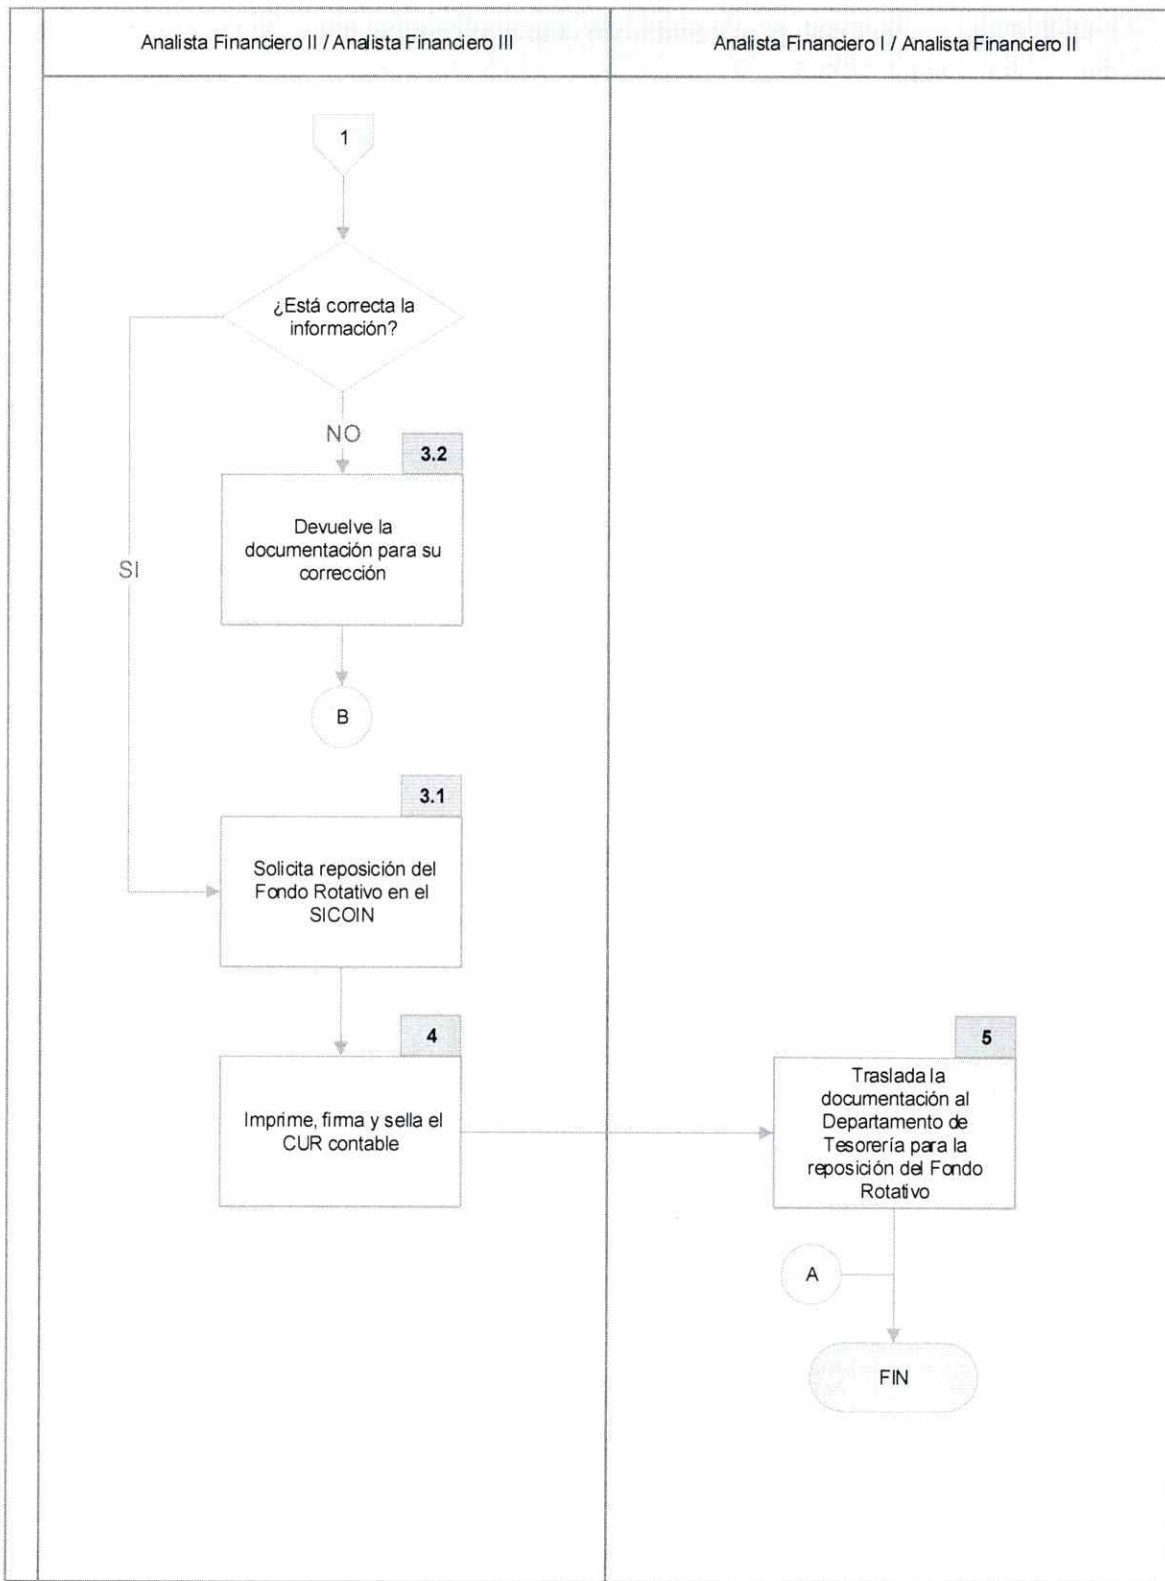 Analista Financiero II / Analista Financiero III
Analista Financiero I / Analista Financiero II
1
¿Está correcta la
información?
NO
3.2
Devuelve la
documentación para su
corrección
SI
B
3.1
Solicita reposición del
Fondo Rotativo en el
SICOIN
4
Imprime, firma y sella el
CUR contable
5
Traslada la
documentación al
Departamento de
Tesorería para la
reposición del Fondo
Rotativo
A
FIN